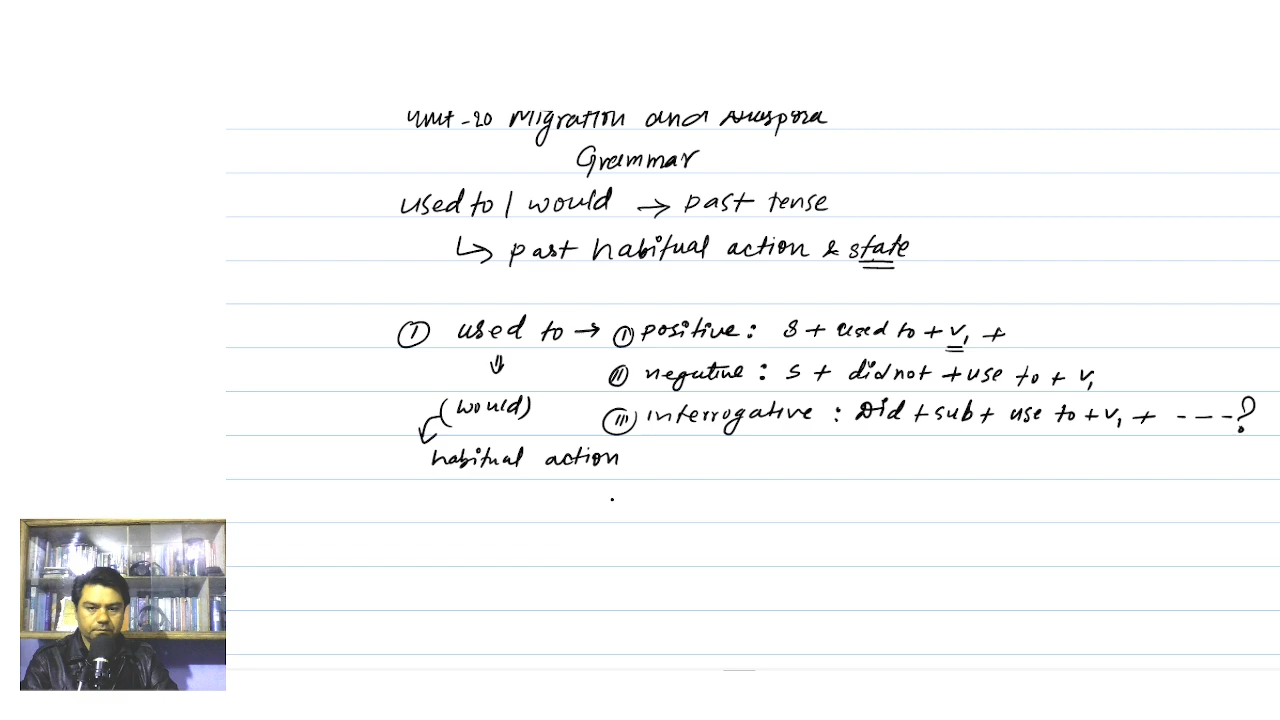 Unit-20 Migration and Diaspora
Grammar
used to / would → past tense
↳ past habitual action & state
① used to → ① positive : S + used to + V₁ +
⇓ ⑪ negative : S + did not + use to + V₁
(would) ⑪ⁱ interrogative : Did + sub + use to + V₁ + ----?
habitual action